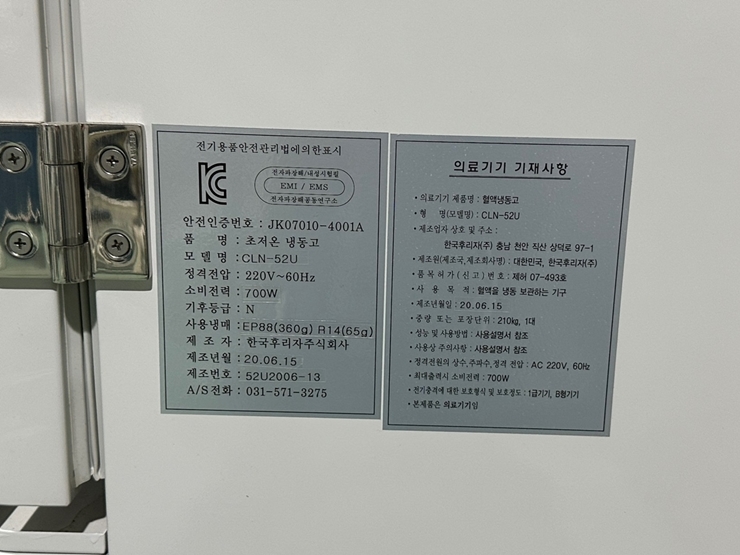 전기용품안전관리법에의한표시
전자파장해/내성시험필
EMI / EMS
전자파장해공동연구소
안전인증번호 : JK07010-4001A
품 명 : 초저온 냉동고
모 델 명 : CLN-52U
정격전압 : 220V~60Hz
소비전력 : 700W
기후등급 : N
사용냉매 : EP88(360g) R14(65g)
제 조 자 : 한국후리자주식회사
제조년월 : 20.06.15
제조번호 : 52U2006-13
A/S전화 : 031-571-3275
의료기기 기재사항
• 의료기기 제품명 : 혈액냉동고
• 형 명(모델명) : CLN-52U
• 제조업자 상호 및 주소 :
한국후리자(주) 충남 천안 직산 상덕로 97-1
• 제조원(제조국,제조회사명) : 대한민국, 한국후리자(주)
• 품목허가(신고)번호 : 제허 07-493호
• 사 용 목 적 : 혈액을 냉동 보관하는 기구
• 제조년월일 : 20.06.15
• 중량 또는 포장단위 : 210kg, 1대
• 성능 및 사용방법 : 사용설명서 참조
• 사용상 주의사항 : 사용설명서 참조
• 정격전원의 상수,주파수,정격 전압 : AC 220V, 60Hz
• 최대출력시 소비전력 : 700W
• 전기충격에 대한 보호형식 및 보호정도 : 1급기기, B형기기
• 본제품은 의료기기임